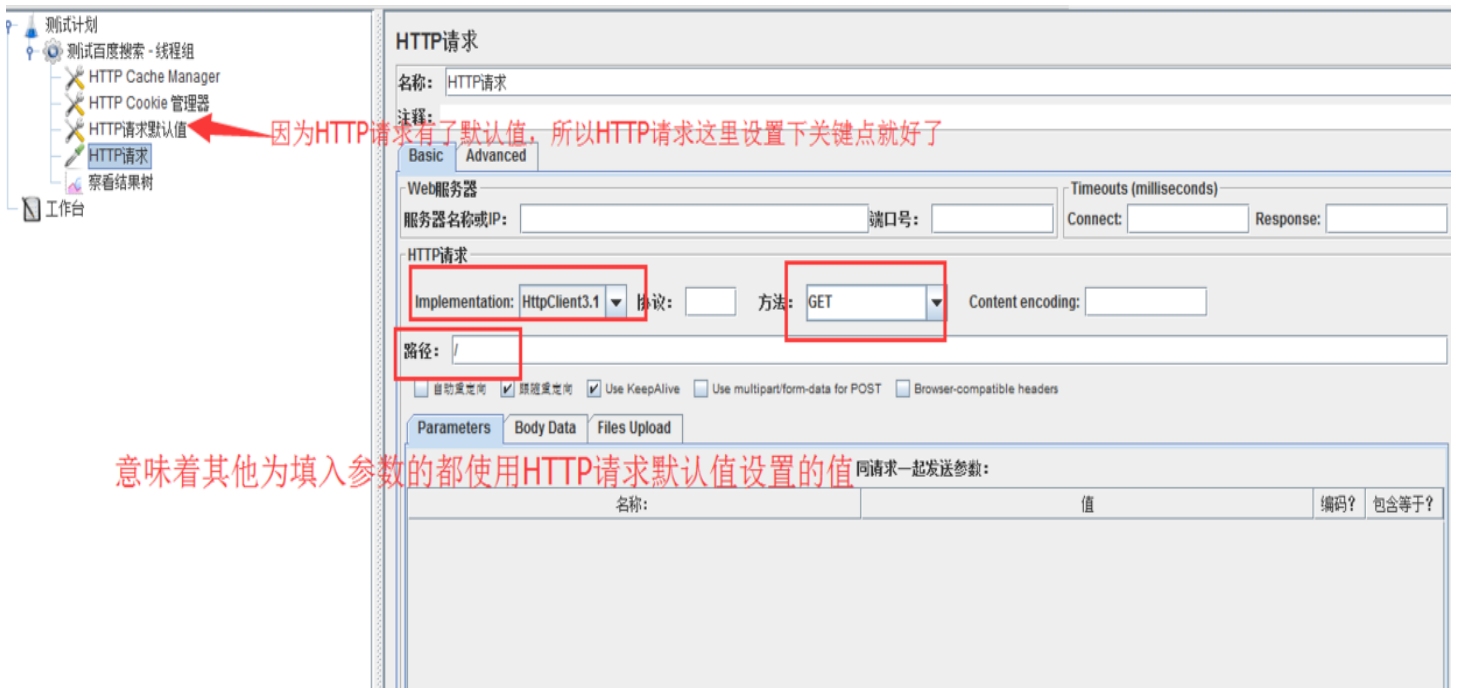 测试计划
测试百度搜索 - 线程组
HTTP Cache Manager
HTTP Cookie 管理器
HTTP请求默认值
HTTP请求
察看结果树
工作台
因为HTTP请求有了默认值，所以HTTP请求这里设置下关键点就好了
HTTP请求
名称： HTTP请求
注释：
Basic Advanced
Web服务器 Timeouts (milliseconds)
服务器名称或IP： 端口号： Connect: Response:
HTTP请求
Implementation: HttpClient3.1 协议： 方法： GET Content encoding:
路径： /
自动重定向 跟随重定向 Use KeepAlive Use multipart/form-data for POST Browser-compatible headers
Parameters Body Data Files Upload
意味着其他为填入参数的都使用HTTP请求默认值设置的值
同请求一起发送参数：
名称： 值 编码？ 包含等于？